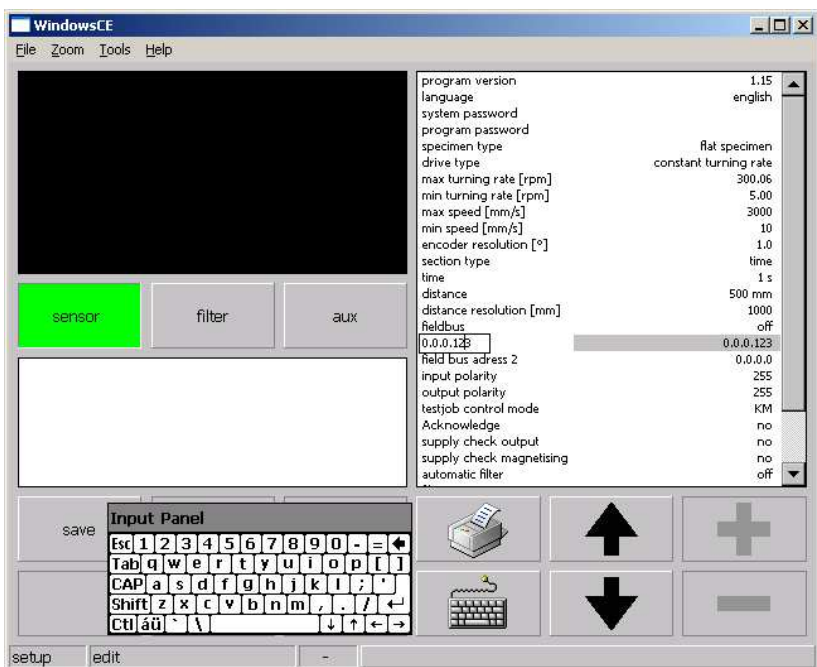 WindowsCE
File Zoom Tools Help
program version 1.15
language english
system password
program password
specimen type flat specimen
drive type constant turning rate
max turning rate [rpm] 300.06
min turning rate [rpm] 5.00
max speed [mm/s] 3000
min speed [mm/s] 10
encoder resolution [°] 1.0
section type time
time 1 s
distance 500 mm
distance resolution [mm] 1000
fieldbus off
0.0.0.123 0.0.0.123
field bus adress 2 0.0.0.0
input polarity 255
output polarity 255
testjob control mode KM
Acknowledge no
supply check output no
supply check magnetising no
automatic filter off
sensor filter aux
save
Input Panel
Esc 1 2 3 4 5 6 7 8 9 0 - =
Tab q w e r t y u i o p [ ]
CAP a s d f g h j k l ; '
Shift z x c v b n m , . /
Ctl áü ` \
setup edit -